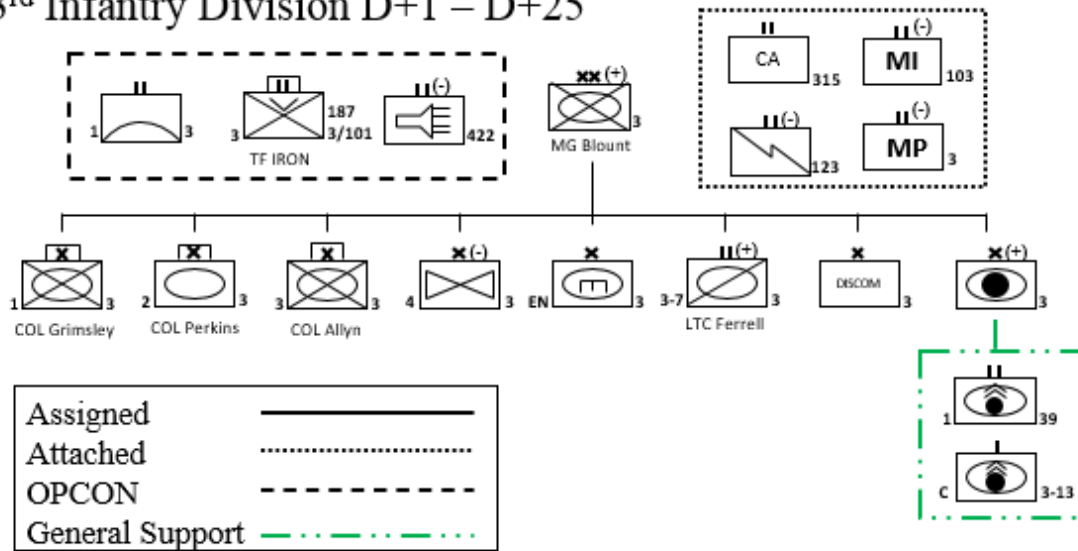 3rd Infantry Division D+1 – D+25
II
1 3
II
187
3 3/101
TF IRON
II(-)
422
XX(+)
3
MG Blount
II
CA
315
II(-)
MI
103
II(-)
123
II(-)
MP
3
X
1 3
COL Grimsley
X
2 3
COL Perkins
X
3 3
COL Allyn
X(-)
4 3
X
EN E 3
II(+)
3-7 3
LTC Ferrell
X
DISCOM
3
X(+)
3
II
1 39
I
C 3-13
Assigned
Attached
OPCON
General Support